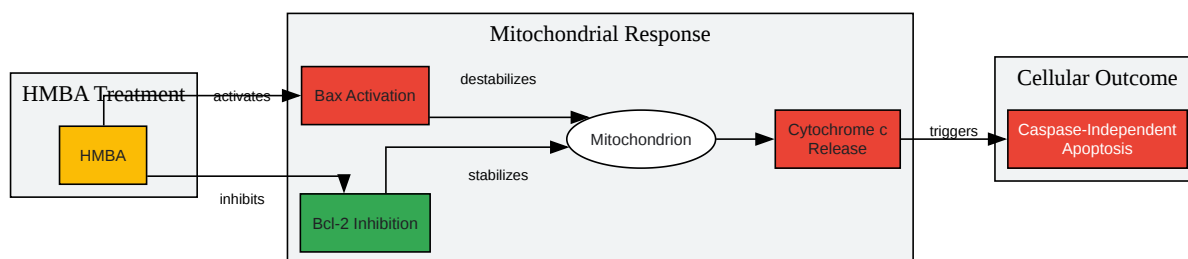 Mitochondrial Response
HMBA Treatment
Cellular Outcome
activates
Bax Activation
destabilizes
HMBA
inhibits
Bcl-2 Inhibition
stabilizes
Mitochondrion
Cytochrome c
Release
triggers
Caspase-Independent
Apoptosis